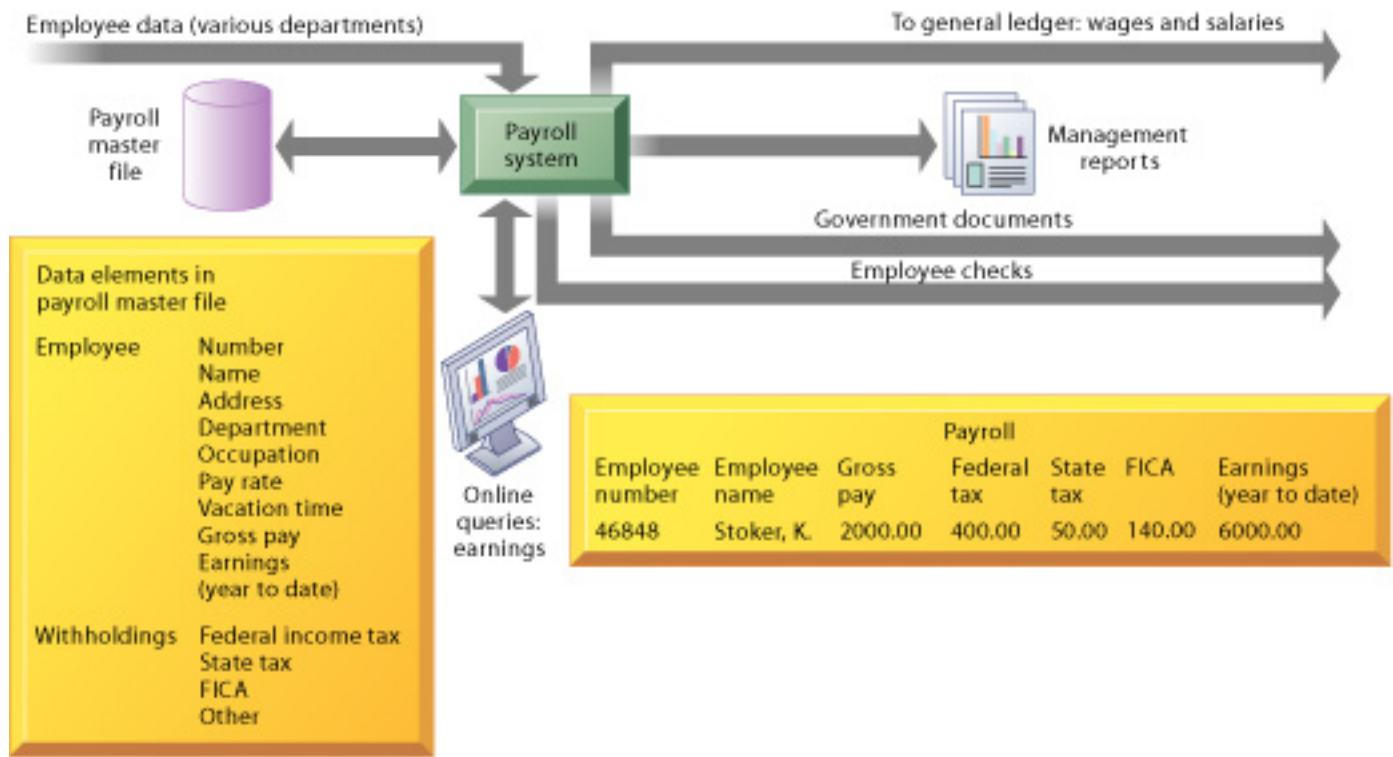 Employee data (various departments)
To general ledger: wages and salaries
Payroll
master
file
Payroll
system
Management
reports
Government documents
Employee checks
Data elements in
payroll master file
Employee Number
Name
Address
Department
Occupation
Pay rate
Vacation time
Gross pay
Earnings
(year to date)
Withholdings Federal income tax
State tax
FICA
Other
Online
queries:
earnings
Payroll
Employee Employee Gross Federal State FICA Earnings
number name pay tax tax (year to date)
46848 Stoker, K. 2000.00 400.00 50.00 140.00 6000.00